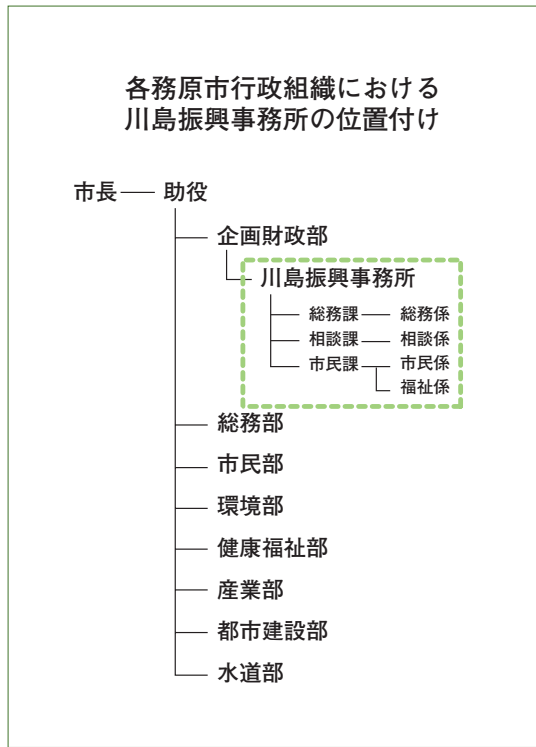 各務原市行政組織における
川島振興事務所の位置付け
市長 助役
企画財政部
川島振興事務所
総務課 総務係
相談課 相談係
市民課 市民係
福祉係
総務部
市民部
環境部
健康福祉部
産業部
都市建設部
水道部